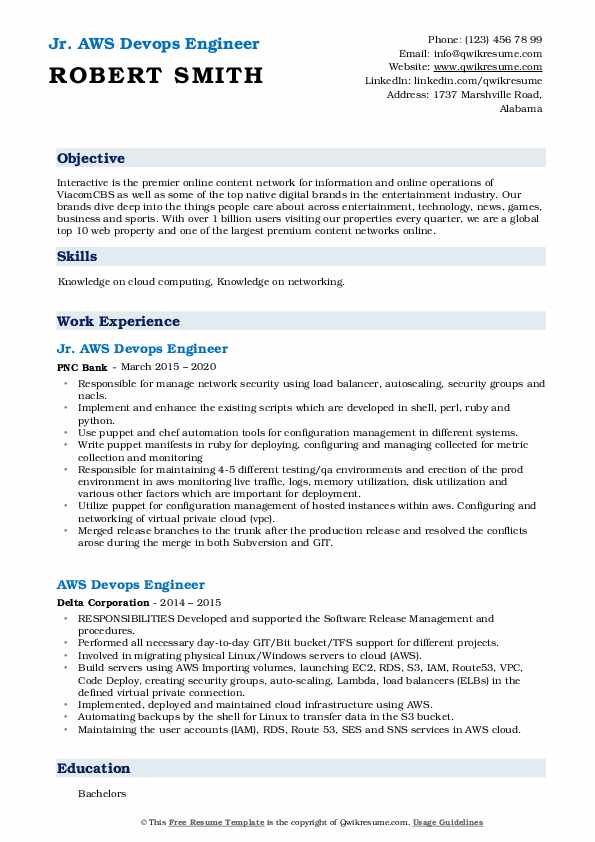 Jr. AWS Devops Engineer
ROBERT SMITH
Phone: (123) 456 78 99
Email: info@qwikresume.com
Website: www.qwikresume.com
LinkedIn: linkedin.com/qwikresume
Address: 1737 Marshville Road,
Alabama
Objective
Interactive is the premier online content network for information and online operations of
ViacomCBS as well as some of the top native digital brands in the entertainment industry. Our
brands dive deep into the things people care about across entertainment, technology, news, games,
business and sports. With over 1 billion users visiting our properties every quarter, we are a global
top 10 web property and one of the largest premium content networks online.
Skills
Knowledge on cloud computing, Knowledge on networking.
Work Experience
Jr. AWS Devops Engineer
PNC Bank - March 2015 – 2020
• Responsible for manage network security using load balancer, autoscaling, security groups and
nacls.
• Implement and enhance the existing scripts which are developed in shell, perl, ruby and
python.
• Use puppet and chef automation tools for configuration management in different systems.
• Write puppet manifests in ruby for deploying, configuring and managing collected for metric
collection and monitoring
• Responsible for maintaining 4-5 different testing/qa environments and erection of the prod
environment in aws monitoring live traffic, logs, memory utilization, disk utilization and
various other factors which are important for deployment.
• Utilize puppet for configuration management of hosted instances within aws. Configuring and
networking of virtual private cloud (vpc).
• Merged release branches to the trunk after the production release and resolved the conflicts
arose during the merge in both Subversion and GIT.
AWS Devops Engineer
Delta Corporation - 2014 – 2015
• RESPONSIBILITIES Developed and supported the Software Release Management and
procedures.
• Performed all necessary day-to-day GIT/Bit bucket/TFS support for different projects.
• Involved in migrating physical Linux/Windows servers to cloud (AWS).
• Build servers using AWS Importing volumes, launching EC2, RDS, S3, IAM, Route53, VPC,
Code Deploy, creating security groups, auto-scaling, Lambda, load balancers (ELBs) in the
defined virtual private connection.
• Implemented, deployed and maintained cloud infrastructure using AWS.
• Automating backups by the shell for Linux to transfer data in the S3 bucket.
• Maintaining the user accounts (IAM), RDS, Route 53, SES and SNS services in AWS cloud.
Education
Bachelors
© This Free Resume Template is the copyright of Qwikresume.com. Usage Guidelines